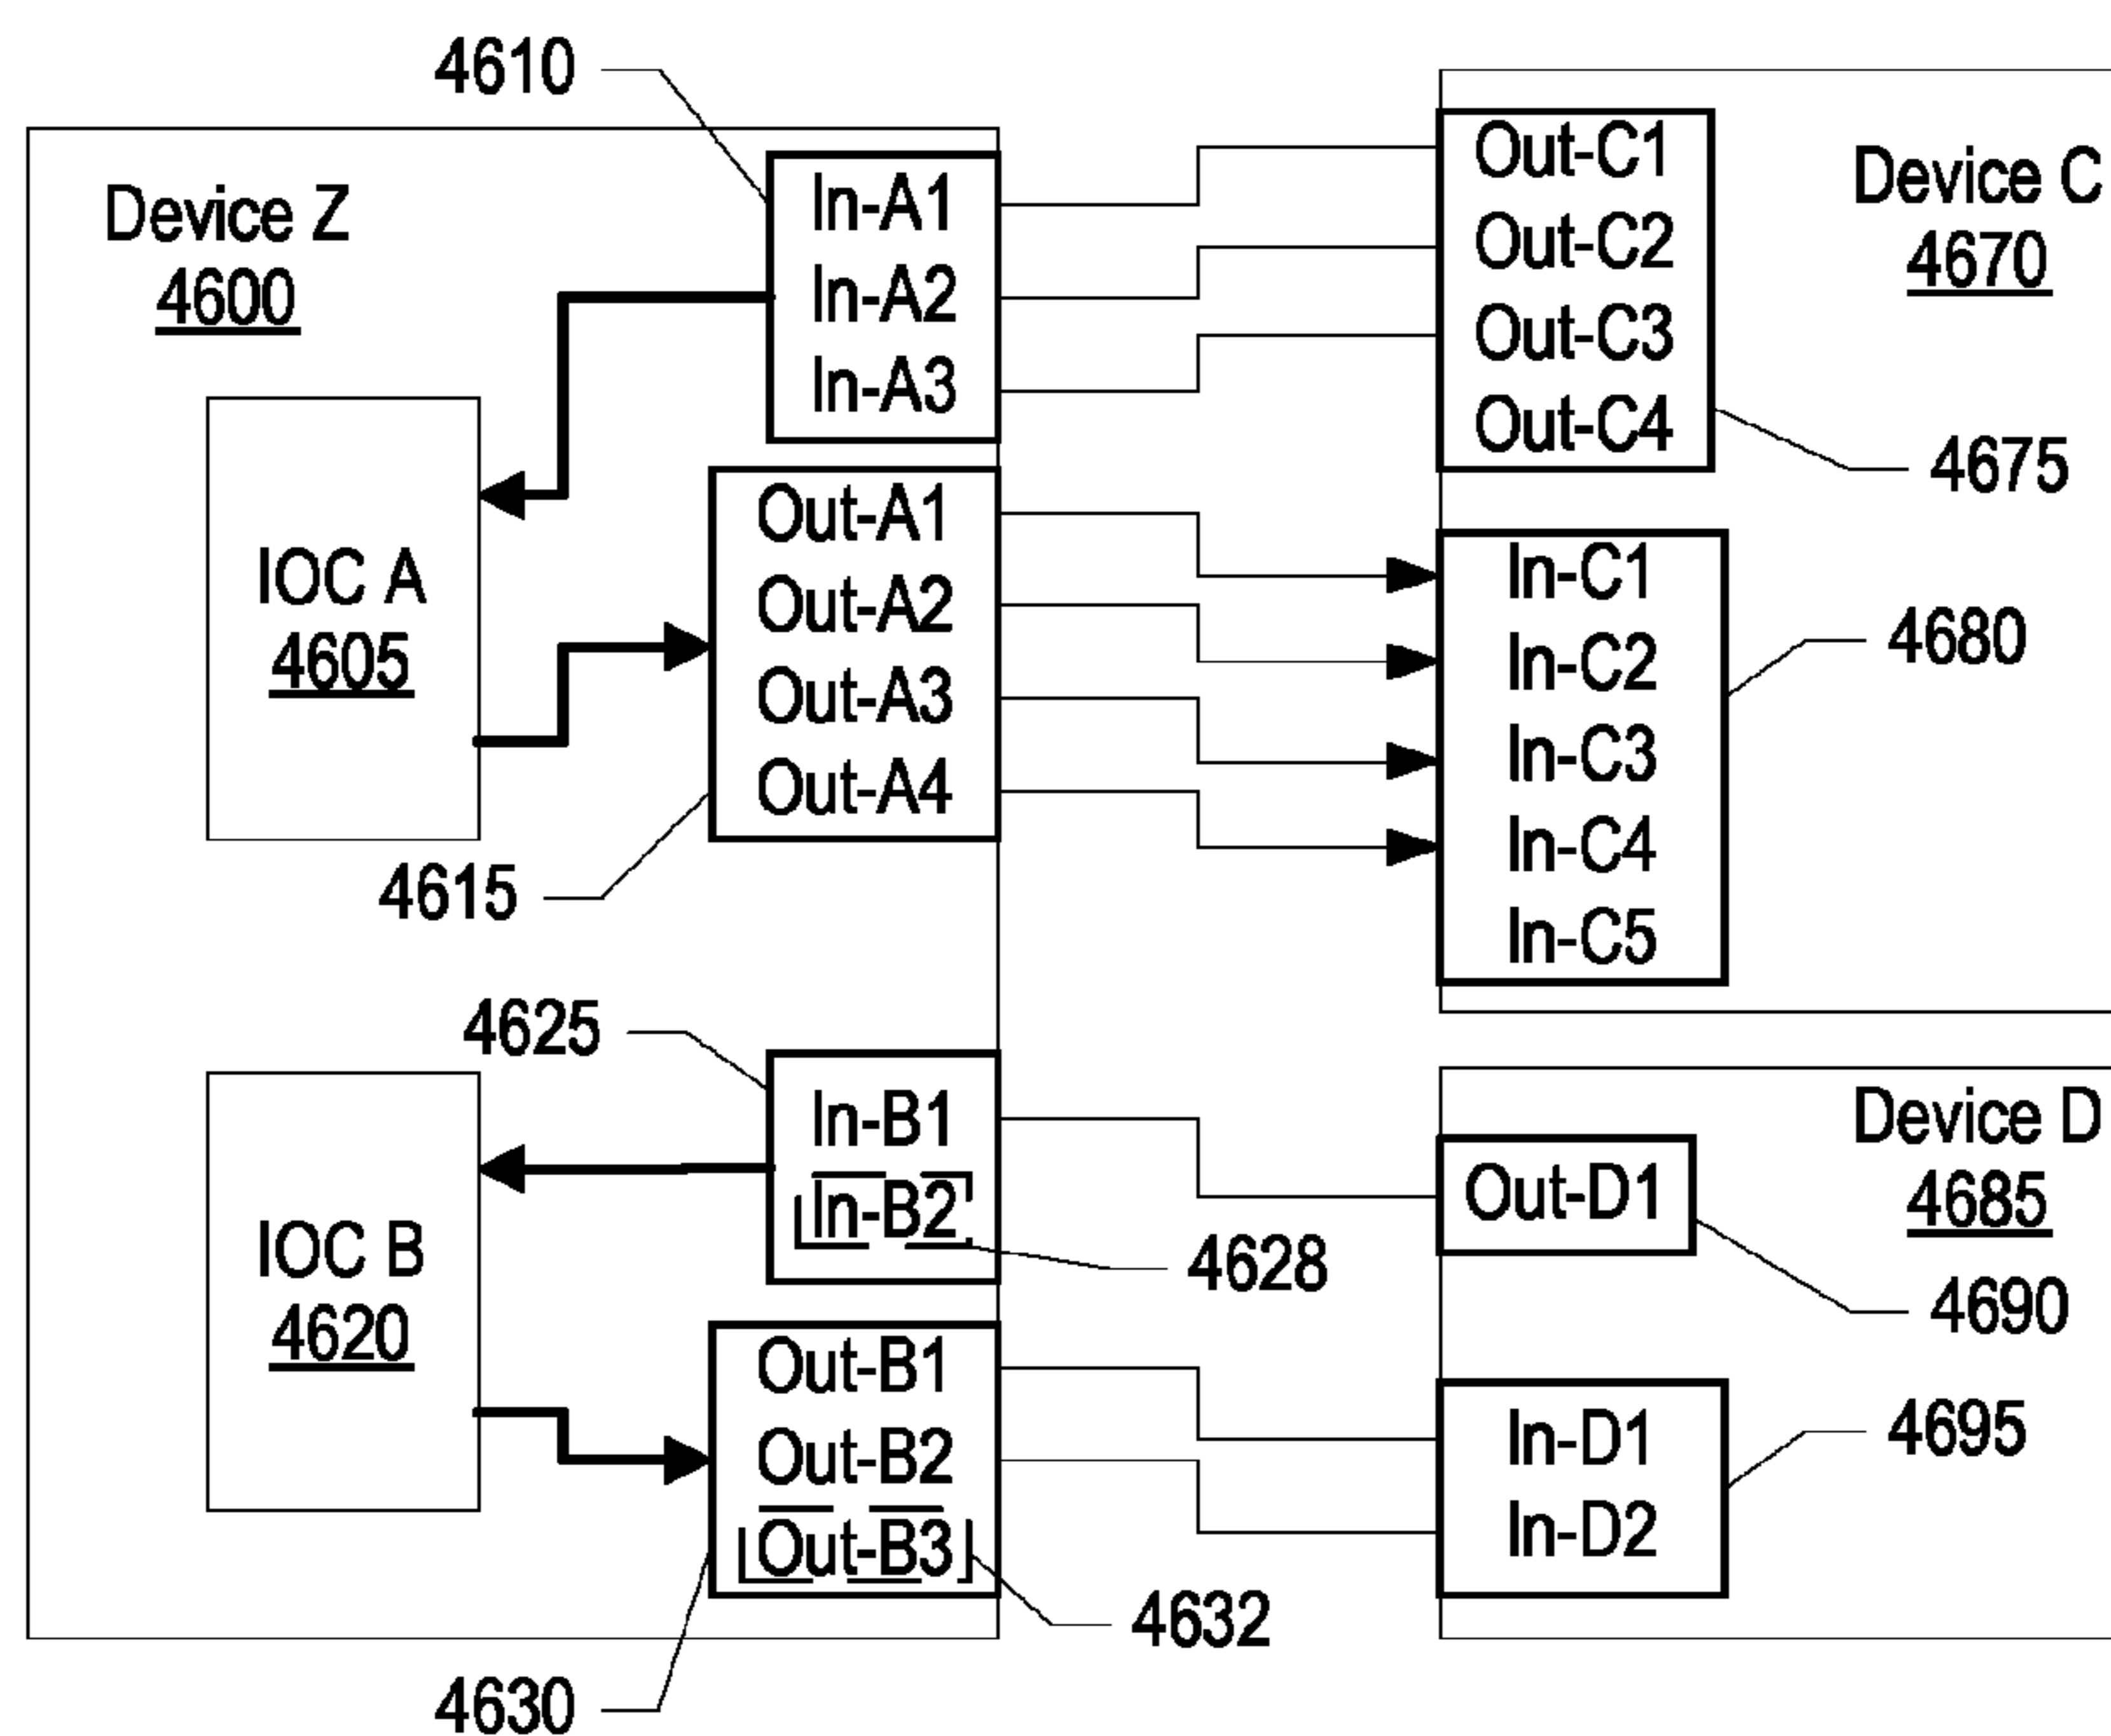 4610
Device Z
4600
In-A1
In-A2
In-A3
Out-C1
Out-C2
Out-C3
Out-C4
Device C
4670
4675
IOC A
4605
Out-A1
Out-A2
Out-A3
Out-A4
In-C1
In-C2
In-C3
In-C4
In-C5
4680
4615
4625
In-B1
In-B2
4628
IOC B
4620
Out-B1
Out-B2
Out-B3
4632
4630
Device D
4685
Out-D1
4690
In-D1
In-D2
4695